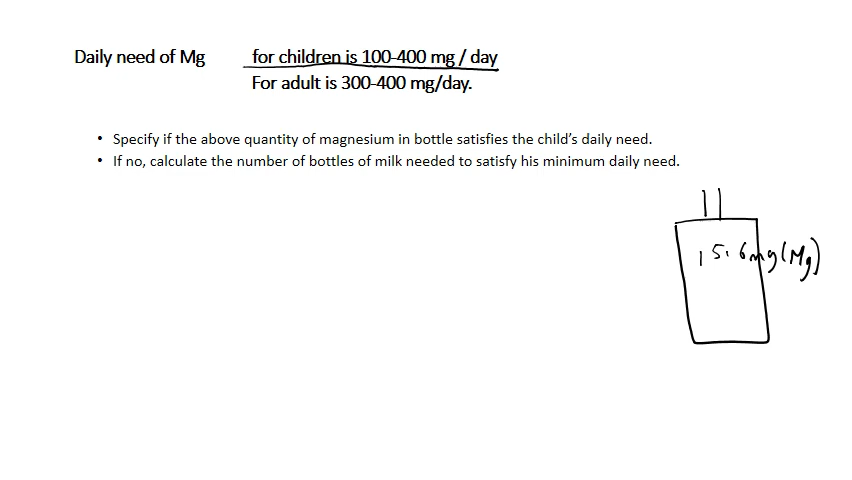 Daily need of Mg for children is 100-400 mg / day
For adult is 300-400 mg/day.
• Specify if the above quantity of magnesium in bottle satisfies the child’s daily need.
• If no, calculate the number of bottles of milk needed to satisfy his minimum daily need.
15.6mg(Mg)